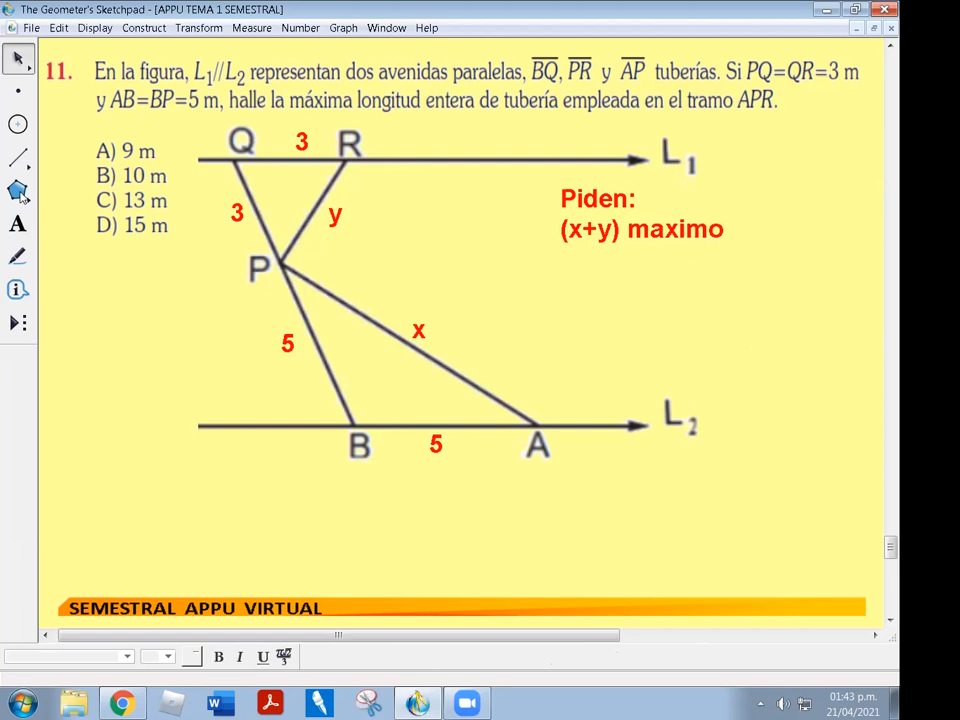 The Geometer's Sketchpad - [APPU TEMA 1 SEMESTRAL]
File Edit Display Construct Transform Measure Number Graph Window Help
11. En la figura, L₁//L₂ representan dos avenidas paralelas, BQ, PR y AP tuberías. Si PQ=QR=3 m
y AB=BP=5 m, halle la máxima longitud entera de tubería empleada en el tramo APR.
A) 9 m
B) 10 m
C) 13 m
D) 15 m
Q 3 R L₁
Piden:
(x+y) maximo
3 y
P
x
5
B 5 A L₂
SEMESTRAL APPU VIRTUAL
B I U
01:43 p.m.
21/04/2021